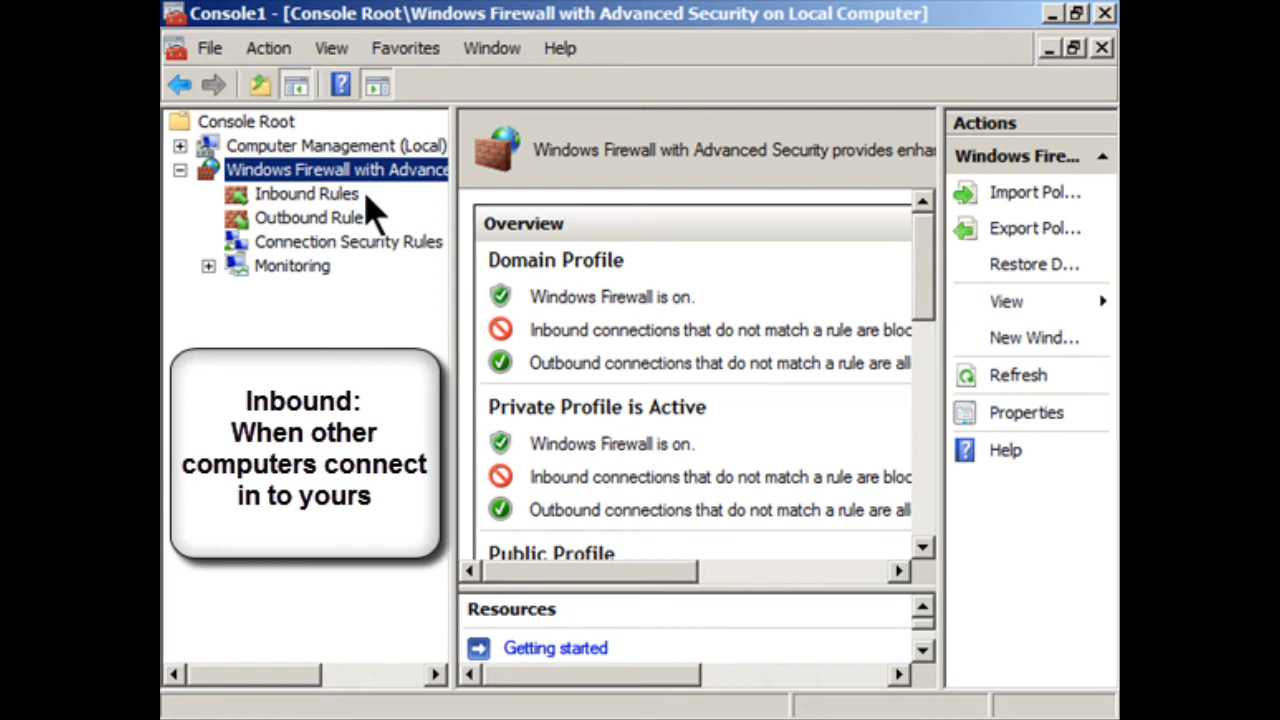 Console1 - [Console Root\Windows Firewall with Advanced Security on Local Computer]
File Action View Favorites Window Help
Console Root
Computer Management (Local)
Windows Firewall with Advance
Inbound Rules
Outbound Rule
Connection Security Rules
Monitoring
Inbound:
When other
computers connect
in to yours
Windows Firewall with Advanced Security provides enha
Overview
Domain Profile
Windows Firewall is on.
Inbound connections that do not match a rule are bloc
Outbound connections that do not match a rule are all
Private Profile is Active
Windows Firewall is on.
Inbound connections that do not match a rule are bloc
Outbound connections that do not match a rule are all
Public Profile
Resources
Getting started
Actions
Windows Fire...
Import Pol...
Export Pol...
Restore D...
View
New Wind...
Refresh
Properties
Help